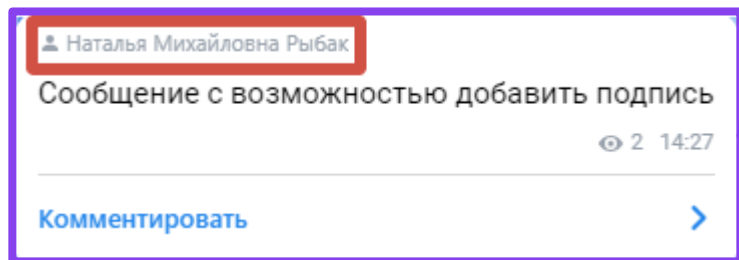 Наталья Михайловна Рыбак
Сообщение с возможностью добавить подпись
2 14:27
Комментировать